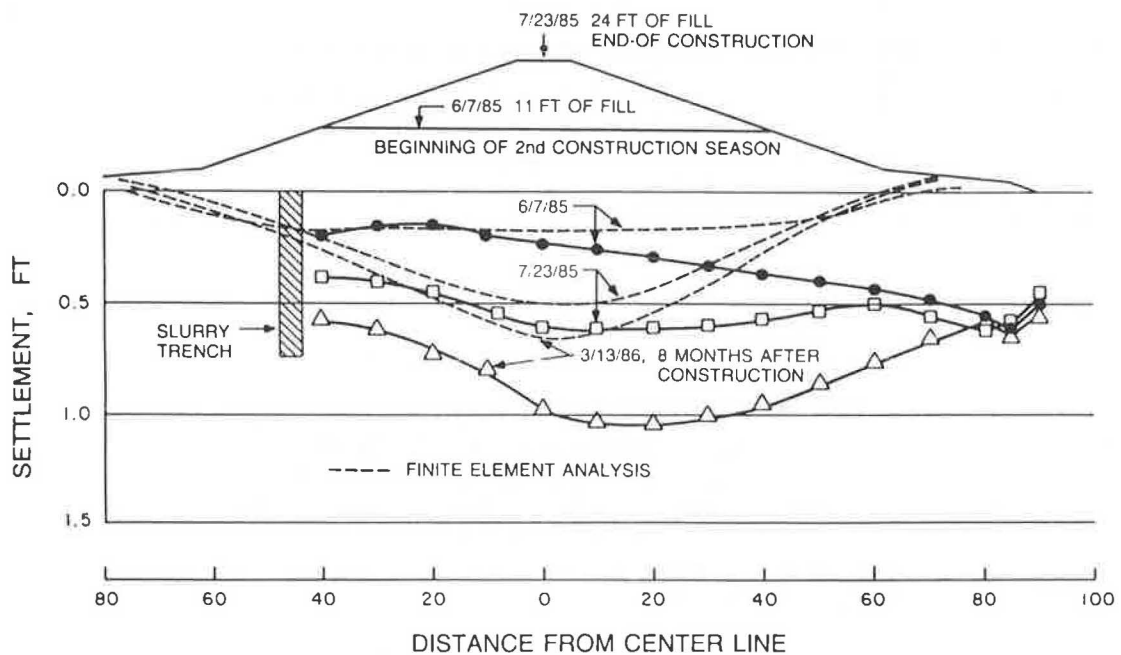 7/23/85 24 FT OF FILL
END-OF CONSTRUCTION
6/7/85 11 FT OF FILL
BEGINNING OF 2nd CONSTRUCTION SEASON
0.0
6/7/85
7/23/85
0.5
SLURRY
TRENCH
3/13/86, 8 MONTHS AFTER
CONSTRUCTION
1.0
FINITE ELEMENT ANALYSIS
1.5
SETTLEMENT, FT
80 60 40 20 0 20 40 60 80 100
DISTANCE FROM CENTER LINE